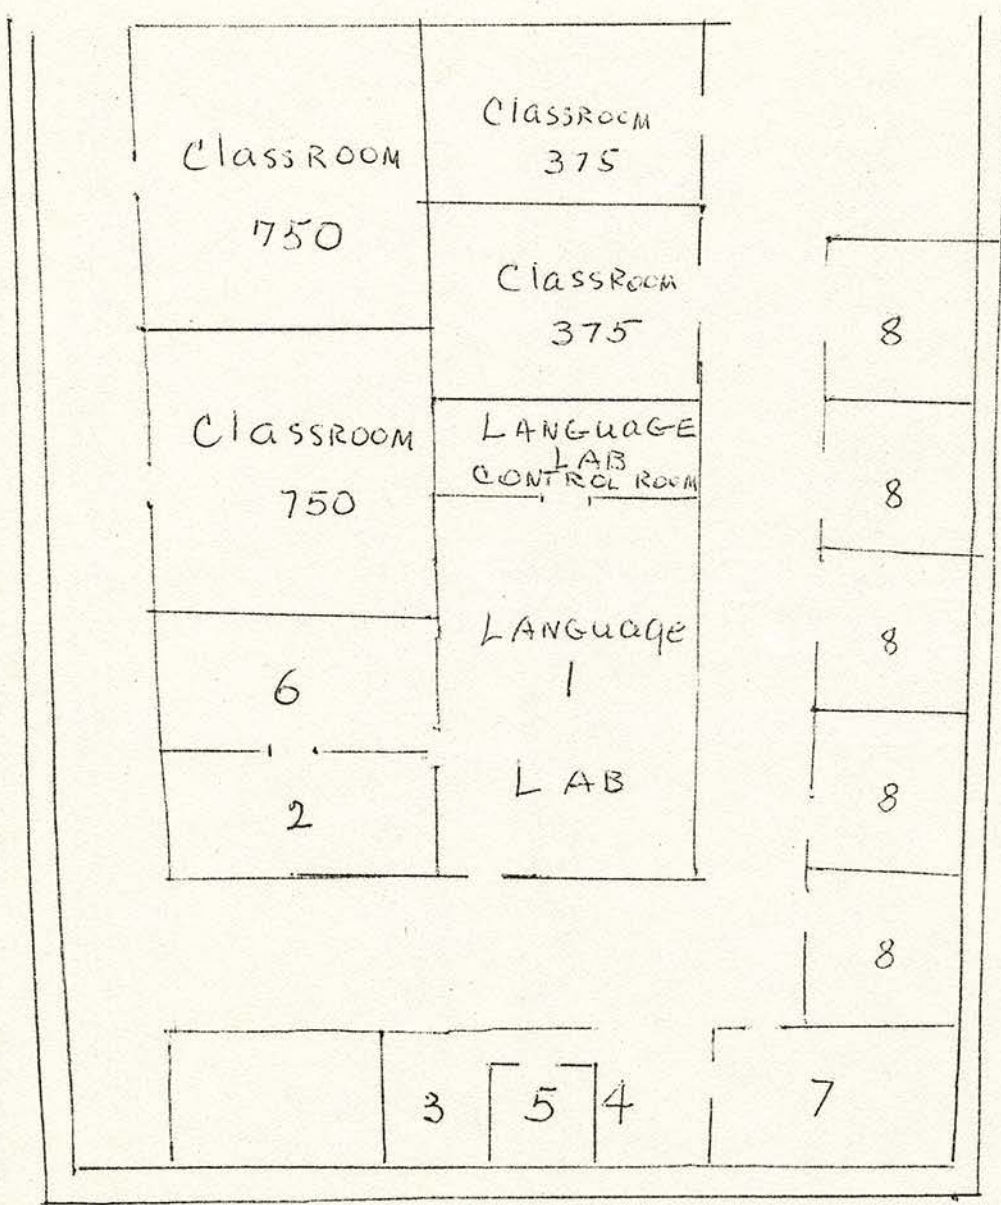 ClassROOM
750
ClassROOM
375
ClassROOM
375
ClassROOM
750
LANGUAGE
LAB
CONTROL ROOM
LANGUAGE
1
LAB
6
2
8
8
8
8
8
3
5
4
7